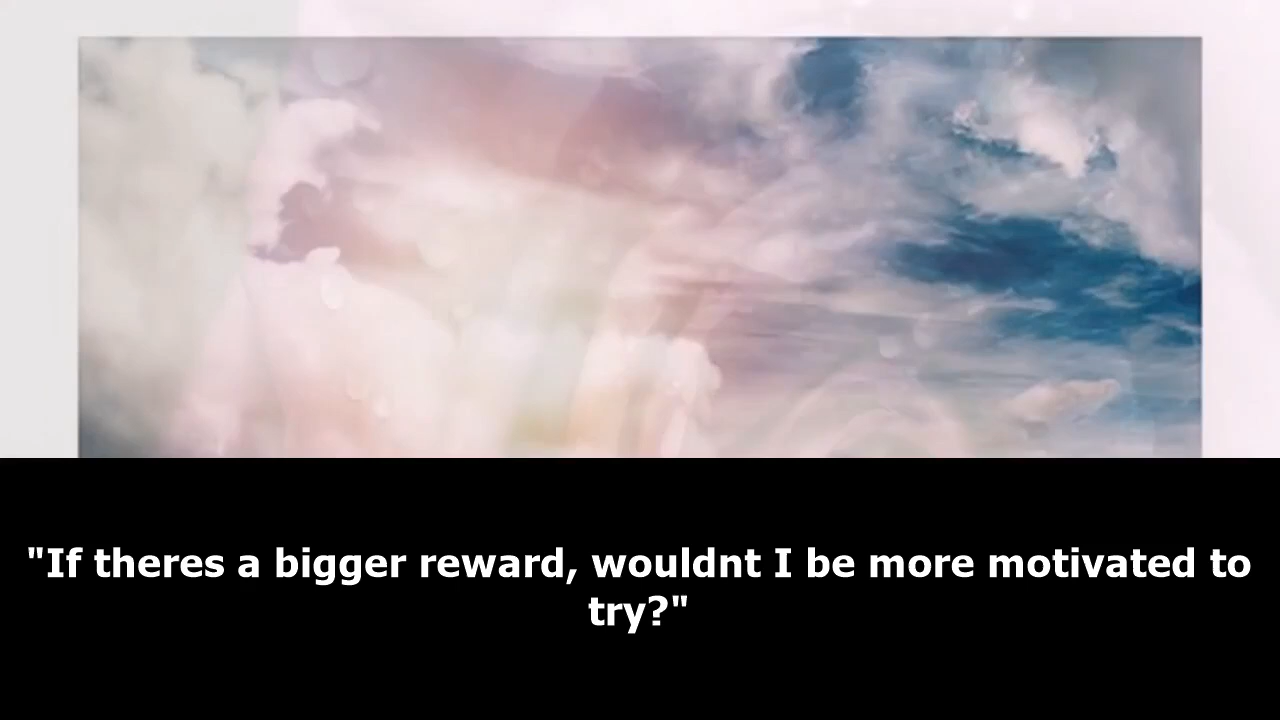 "If theres a bigger reward, wouldnt I be more motivated to
try?"